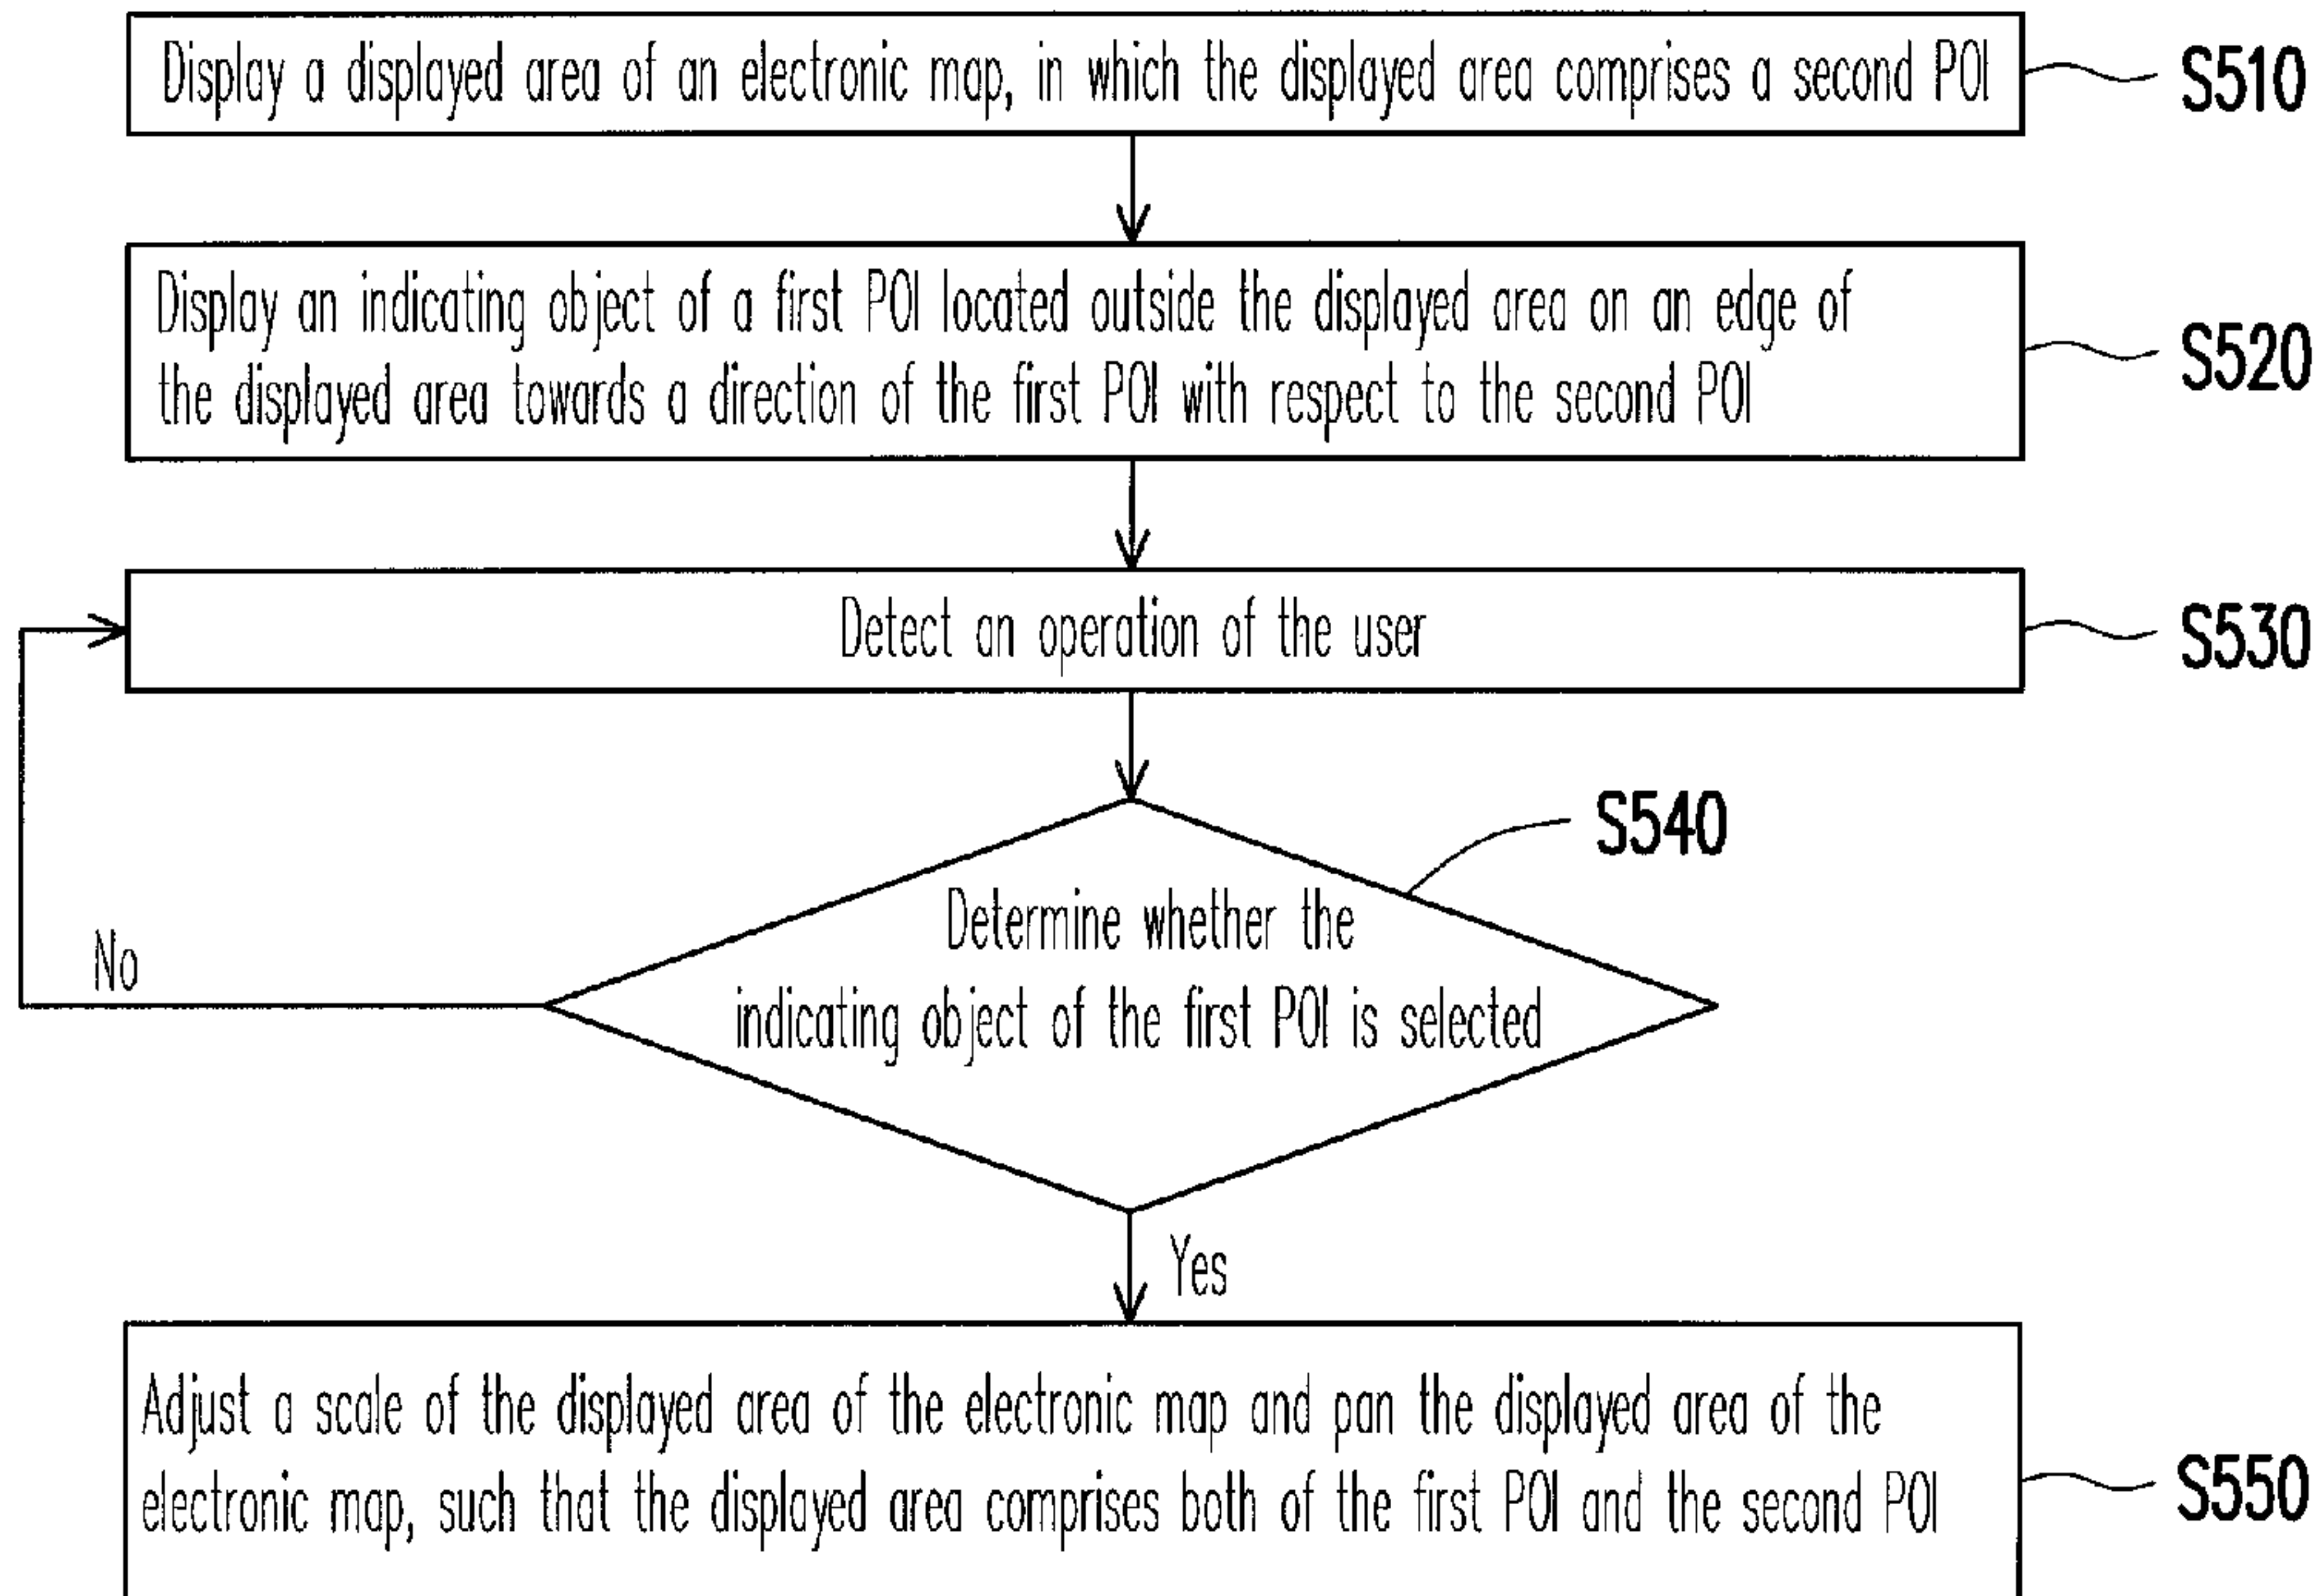 Display a displayed area of an electronic map, in which the displayed area comprises a second POI
S510
Display an indicating object of a first POI located outside the displayed area on an edge of
the displayed area towards a direction of the first POI with respect to the second POI
S520
Detect an operation of the user
S530
S540
Determine whether the
indicating object of the first POI is selected
No
Yes
Adjust a scale of the displayed area of the electronic map and pan the displayed area of the
electronic map, such that the displayed area comprises both of the first POI and the second POI
S550